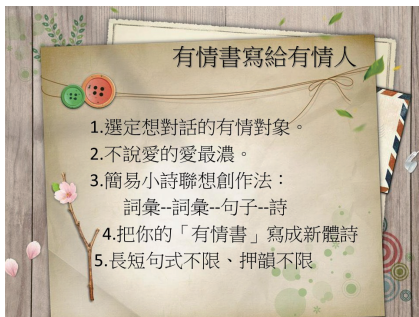 有情書寫給有情人
1.選定想對話的有情對象。
2.不說愛的愛最濃。
3.簡易小詩聯想創作法：
詞彙--詞彙--句子--詩
4.把你的「有情書」寫成新體詩
5.長短句式不限、押韻不限